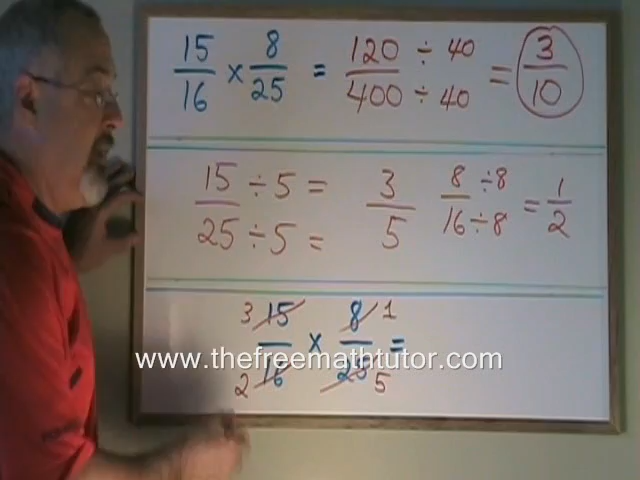 15/16 × 8/25 = 120 ÷ 40 / 400 ÷ 40 = 3/10
15 ÷ 5 = / 25 ÷ 5 = 3/5 8 ÷ 8 / 16 ÷ 8 = 1/2
3 15/16 2 × 8 1/25 5 =
www.thefreemathtutor.com